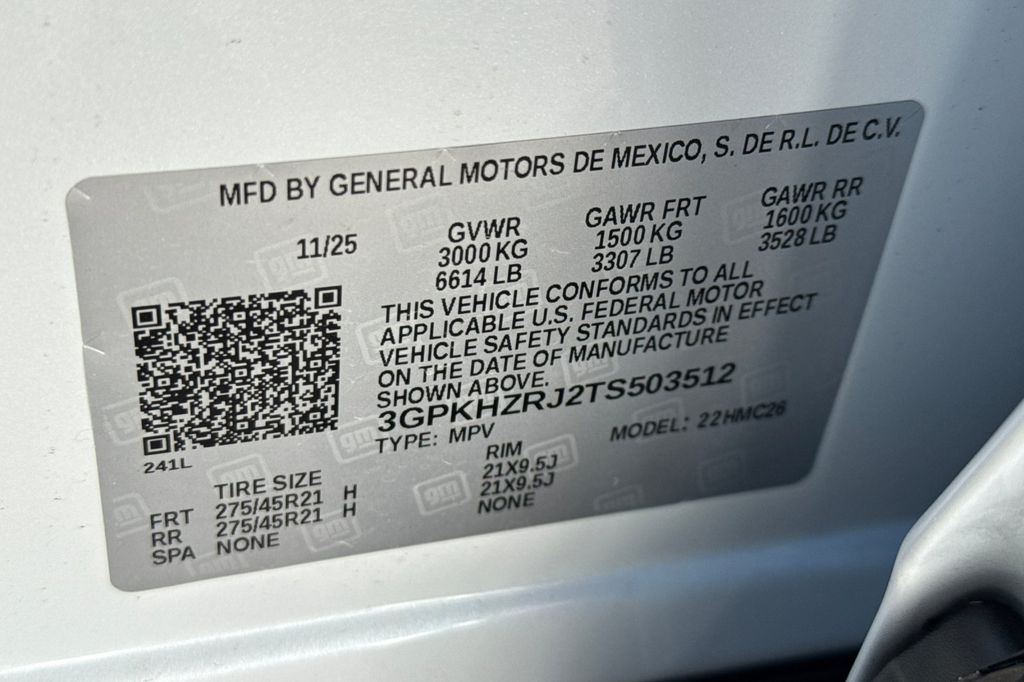 MFD BY GENERAL MOTORS DE MEXICO, S. DE R.L. DE C.V.
11/25 GVWR GAWR FRT GAWR RR
3000 KG 1500 KG 1600 KG
6614 LB 3307 LB 3528 LB
THIS VEHICLE CONFORMS TO ALL
APPLICABLE U.S. FEDERAL MOTOR
VEHICLE SAFETY STANDARDS IN EFFECT
ON THE DATE OF MANUFACTURE
SHOWN ABOVE.
3GPKHZRJ2TS503512
TYPE: MPV MODEL: 22HMC26
241L
TIRE SIZE RIM
FRT 275/45R21 H 21X9.5J
RR 275/45R21 H 21X9.5J
SPA NONE NONE
gm